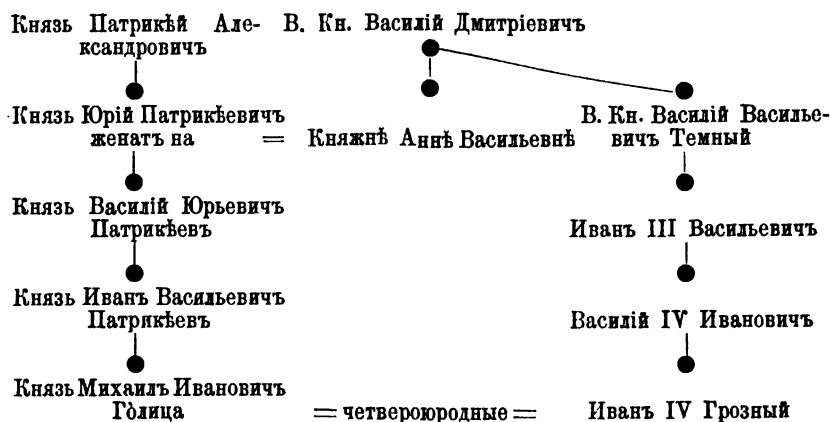 Князь Патрикѣй Але-
ксандровичъ
В. Кн. Василій Дмитріевичъ
Князь Юрій Патрикѣевичъ
женатъ на = Княжнѣ Аннѣ Васильевнѣ
В. Кн. Василій Василье-
вичъ Темный
Князь Василій Юрьевичъ
Патрикѣевъ
Иванъ III Васильевичъ
Князь Иванъ Васильевичъ
Патрикѣевъ
Василій IV Ивановичъ
Князь Михаилъ Ивановичъ
Го̀лица = четвероюродные = Иванъ IV Грозный